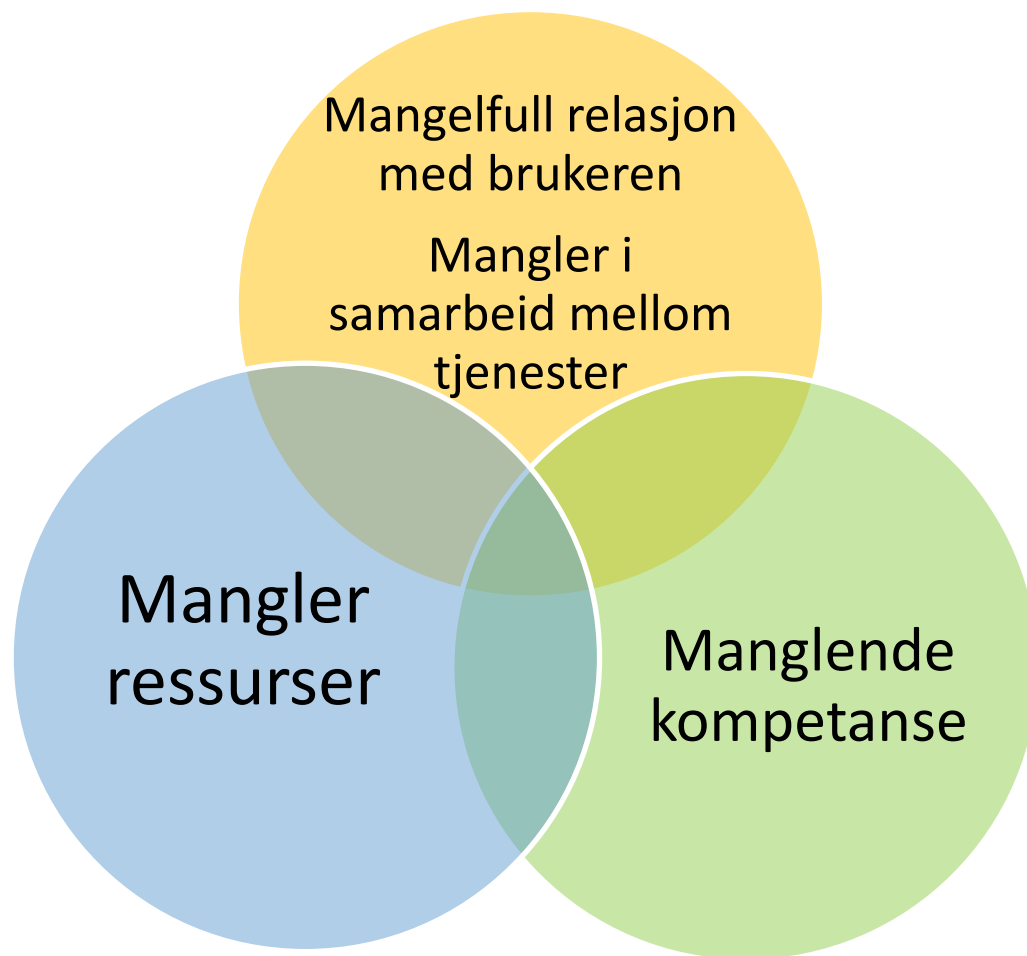 Mangelfull relasjon
med brukeren
Mangler i
samarbeid mellom
tjenester
Mangler
ressurser
Manglende
kompetanse